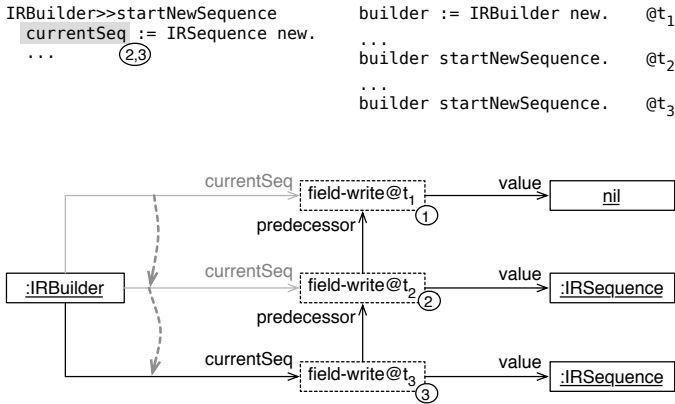 IRBuilder>>startNewSequence
currentSeq := IRSequence new.
...
2,3
builder := IRBuilder new. @t1
...
builder startNewSequence. @t2
...
builder startNewSequence. @t3
currentSeq
field-write@t1
value
nil
1
predecessor
currentSeq
:IRBuilder
field-write@t2
value
:IRSequence
2
predecessor
currentSeq
field-write@t3
value
:IRSequence
3